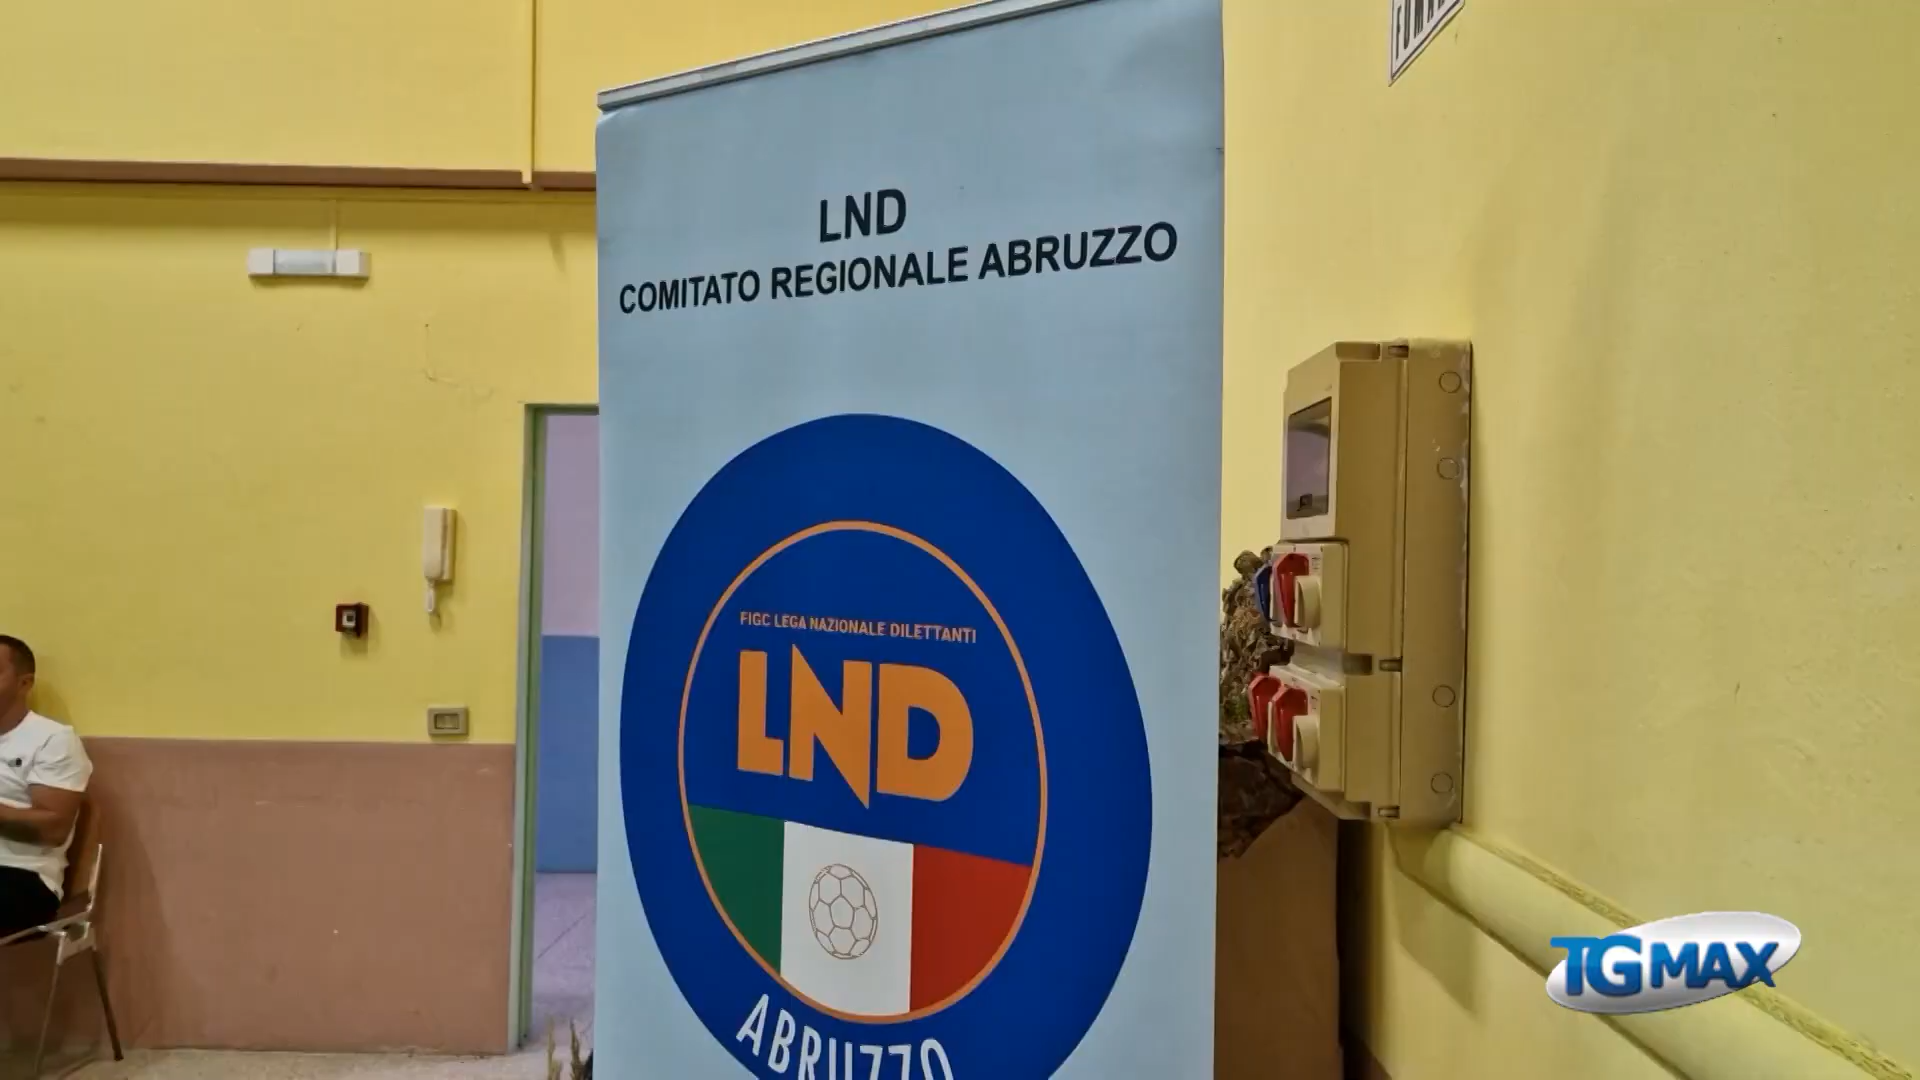 LND
COMITATO REGIONALE ABRUZZO
FIGC LEGA NAZIONALE DILETTANTI
LND
ABRUZZO
TGMAX